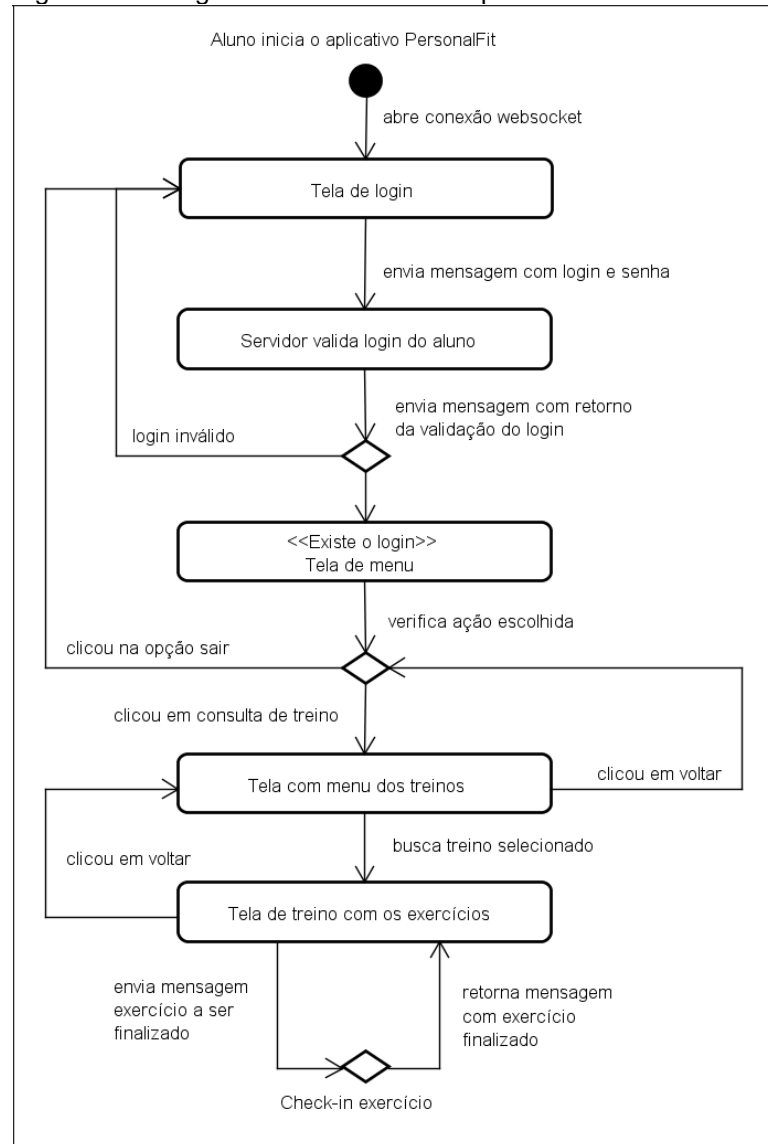 Aluno inicia o aplicativo PersonalFit
abre conexão websocket
Tela de login
envia mensagem com login e senha
Servidor valida login do aluno
envia mensagem com retorno
da validação do login
login inválido
<<Existe o login>>
Tela de menu
verifica ação escolhida
clicou na opção sair
clicou em consulta de treino
Tela com menu dos treinos
clicou em voltar
busca treino selecionado
clicou em voltar
Tela de treino com os exercícios
envia mensagem
exercício a ser
finalizado
retorna mensagem
com exercício
finalizado
Check-in exercício